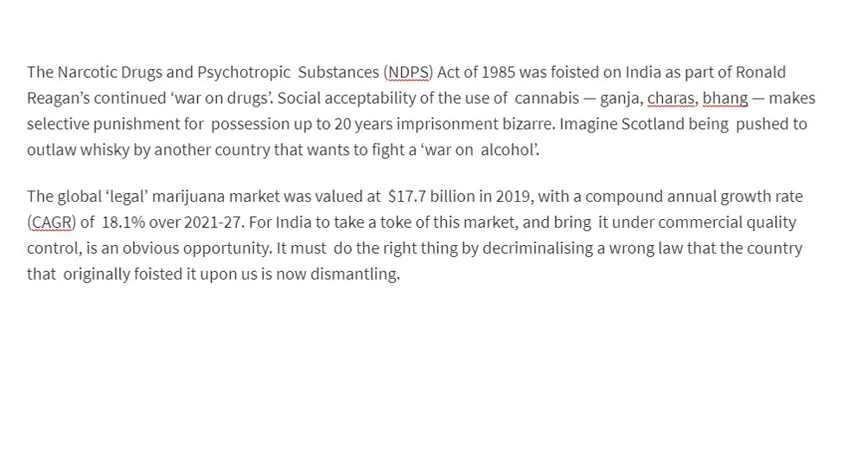 The Narcotic Drugs and Psychotropic  Substances (NDPS) Act of 1985 was foisted on India as part of Ronald
Reagan’s continued ‘war on drugs’. Social acceptability of the use of  cannabis — ganja, charas, bhang — makes
selective punishment for  possession up to 20 years imprisonment bizarre. Imagine Scotland being  pushed to
outlaw whisky by another country that wants to fight a ‘war on  alcohol’.
The global ‘legal’ marijuana market was valued at  $17.7 billion in 2019, with a compound annual growth rate
(CAGR) of  18.1% over 2021-27. For India to take a toke of this market, and bring  it under commercial quality
control, is an obvious opportunity. It must  do the right thing by decriminalising a wrong law that the country
that  originally foisted it upon us is now dismantling.